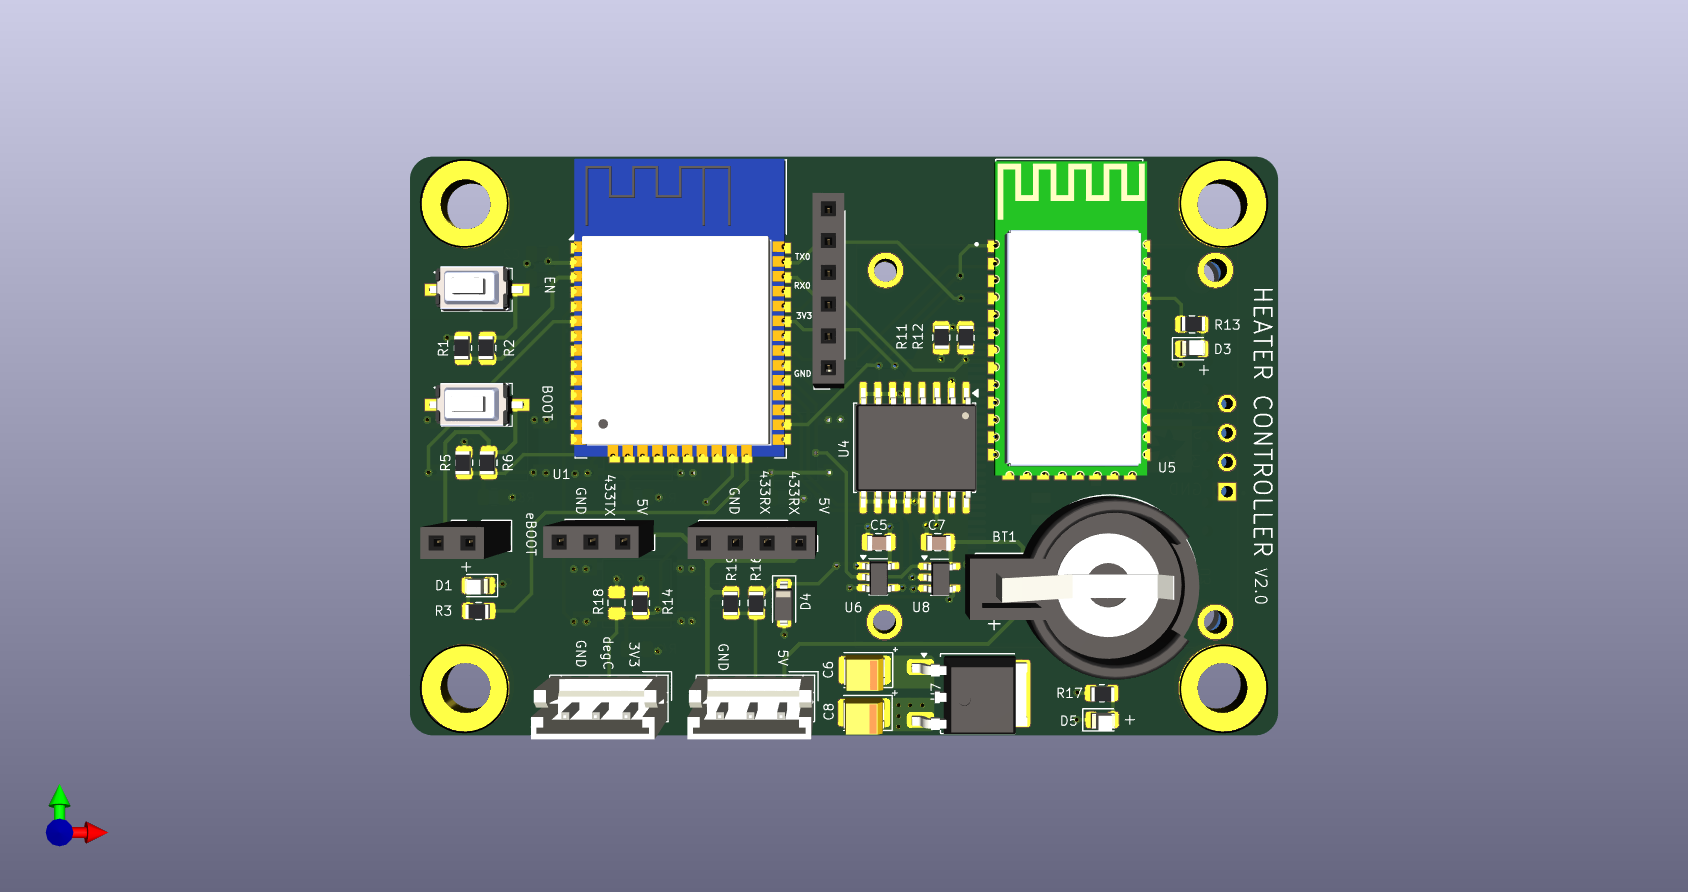 TX0
RX0
3V3
GND
EN
R1
R2
BOOT
R5
R6
U1
R11
R12
U4
U5
R13
D3
+
HEATER CONTROLLER V2.0
GND
433TX
5V
GND
433RX
433RX
5V
eBOOT
+
D1
R3
R18
R14
R15
R16
D4
C5
C7
U6
U8
BT1
+
GND
degC
3V3
GND
5V
C6
+
C8
+
R17
D5
+